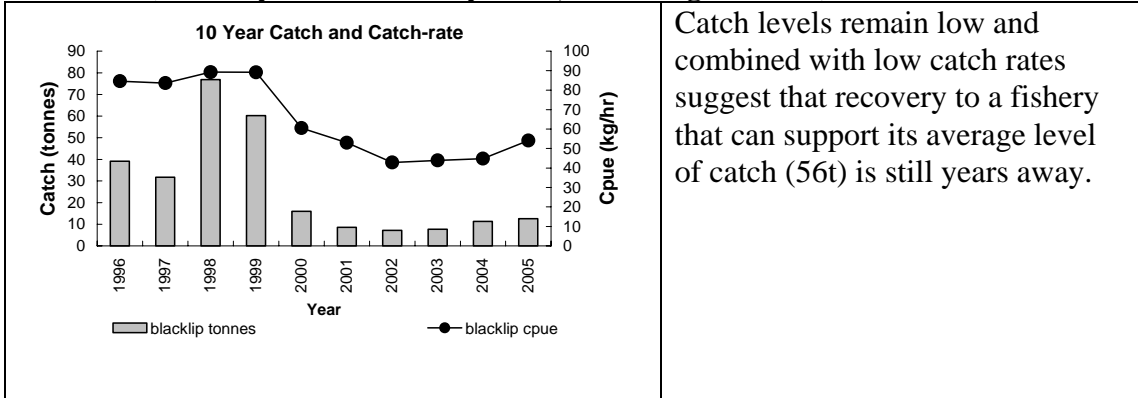 10 Year Catch and Catch-rate
90
80
70
60
50
40
30
20
10
0
Catch (tonnes)
100
90
80
70
60
50
40
30
20
10
0
Cpue (kg/hr)
1996
1997
1998
1999
2000
2001
2002
2003
2004
2005
Year
blacklip tonnes
blacklip cpue
Catch levels remain low and
combined with low catch rates
suggest that recovery to a fishery
that can support its average level
of catch (56t) is still years away.